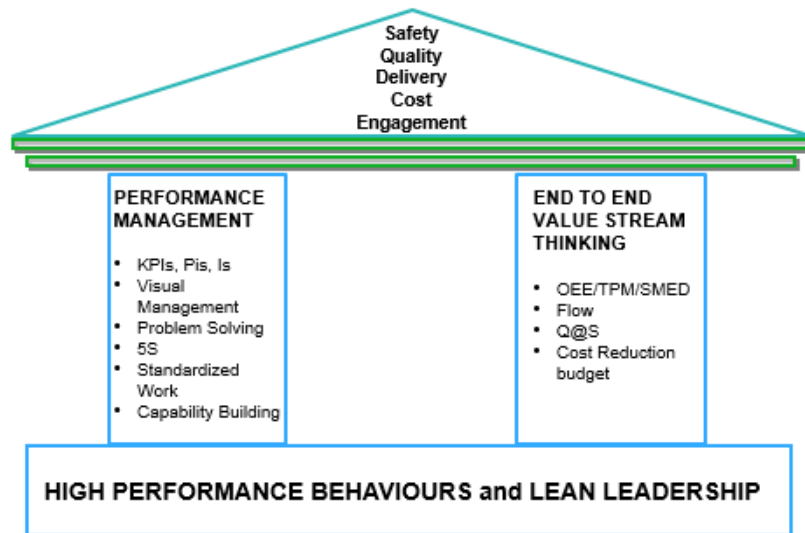 Safety
Quality
Delivery
Cost
Engagement
PERFORMANCE
MANAGEMENT
• KPIs, Pis, Is
• Visual
Management
• Problem Solving
• 5S
• Standardized
Work
• Capability Building
END TO END
VALUE STREAM
THINKING
• OEE/TPM/SMED
• Flow
• Q@S
• Cost Reduction
budget
HIGH PERFORMANCE BEHAVIOURS and LEAN LEADERSHIP